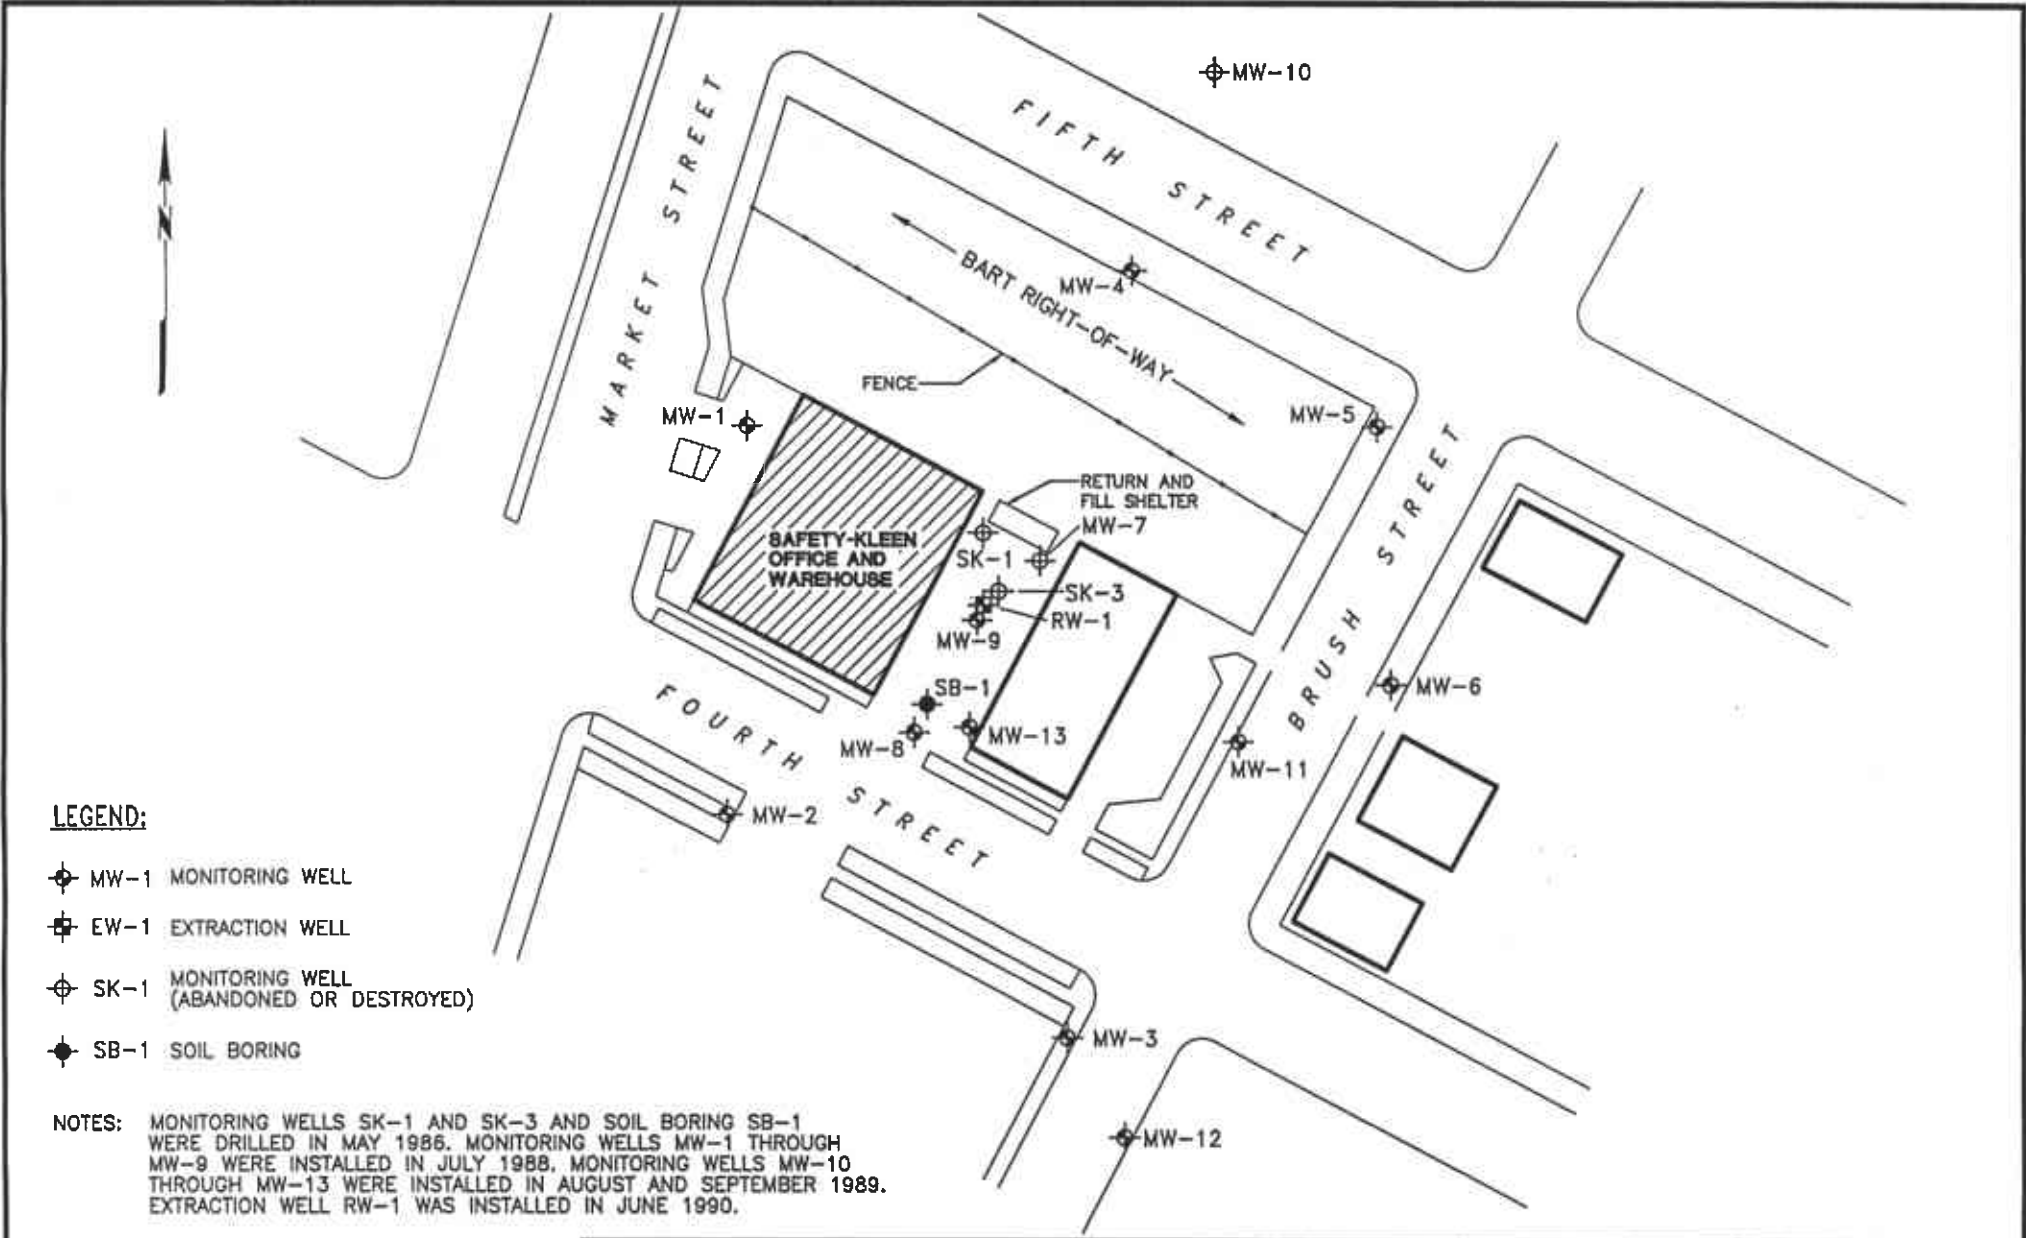 MW-10
FIFTH STREET
MARKET STREET
N
BART RIGHT-OF-WAY
MW-4
FENCE
MW-1
MW-5
RETURN AND
FILL SHELTER
MW-7
SK-1
SAFETY-KLEEN
OFFICE AND
WAREHOUSE
SK-3
RW-1
MW-9
BRUSH STREET
MW-6
SB-1
MW-13
MW-8
MW-11
FOURTH STREET
MW-2
MW-3
MW-12
LEGEND:
MW-1 MONITORING WELL
EW-1 EXTRACTION WELL
SK-1 MONITORING WELL
(ABANDONED OR DESTROYED)
SB-1 SOIL BORING
NOTES: MONITORING WELLS SK-1 AND SK-3 AND SOIL BORING SB-1
WERE DRILLED IN MAY 1986. MONITORING WELLS MW-1 THROUGH
MW-9 WERE INSTALLED IN JULY 1988. MONITORING WELLS MW-10
THROUGH MW-13 WERE INSTALLED IN AUGUST AND SEPTEMBER 1989.
EXTRACTION WELL RW-1 WAS INSTALLED IN JUNE 1990.